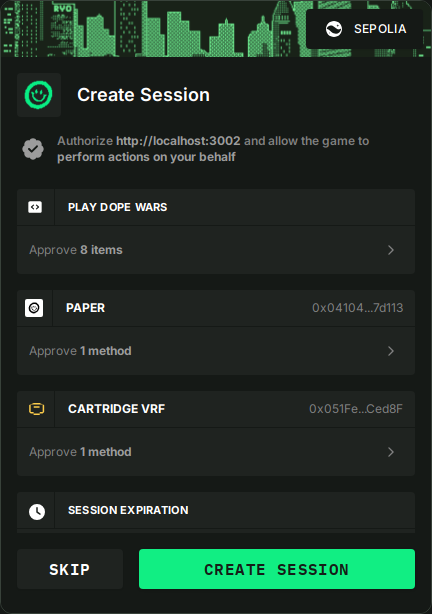 RYO
SEPOLIA
Create Session
Authorize http://localhost:3002 and allow the game to
perform actions on your behalf
PLAY DOPE WARS
Approve 8 items
PAPER 0x04104...7d113
Approve 1 method
CARTRIDGE VRF 0x051Fe...Ced8F
Approve 1 method
SESSION EXPIRATION
SKIP CREATE SESSION